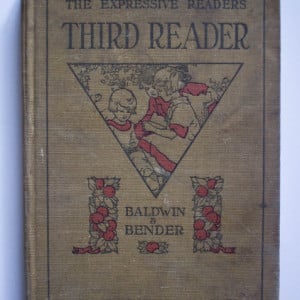 THE EXPRESSIVE READERS
THIRD READER
BALDWIN
&
BENDER